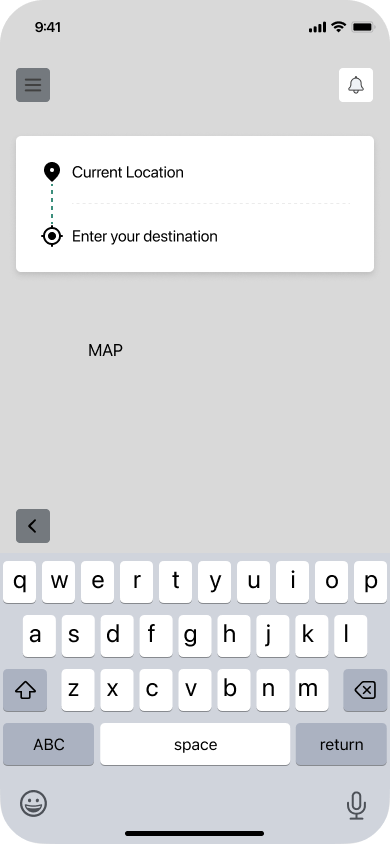 9:41
Current Location
Enter your destination
MAP
q w e r t y u i o p
a s d f g h j k l
z x c v b n m
ABC space return